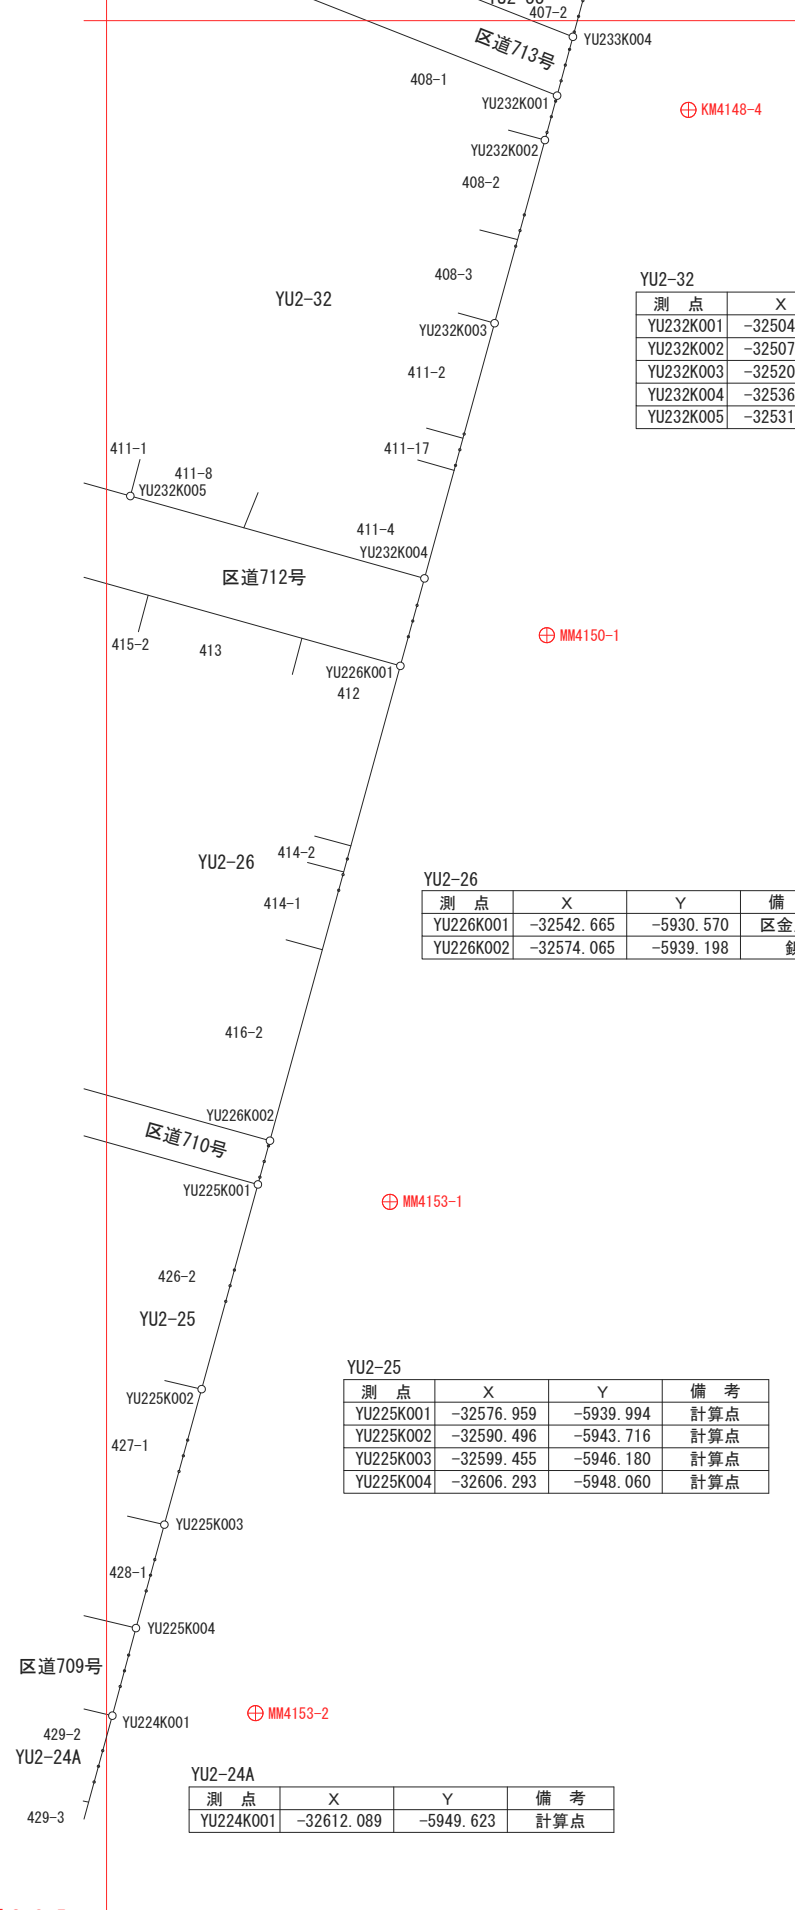 407-2
YU233K004
区道713号
408-1
YU232K001
KM4148-4
YU232K002
408-2
408-3
YU2-32
YU232K003
411-2
YU2-32
測 点 X
YU232K001 -32504
YU232K002 -32507
YU232K003 -32520
YU232K004 -32536
YU232K005 -32531
411-1
411-17
411-8
YU232K005
411-4
YU232K004
区道712号
MM4150-1
415-2
413
YU226K001
412
YU2-26
414-2
414-1
YU2-26
測 点 X Y 備
YU226K001 -32542.665 -5930.570 区金
YU226K002 -32574.065 -5939.198
416-2
YU226K002
区道710号
YU225K001
MM4153-1
426-2
YU2-25
YU225K002
427-1
YU2-25
測 点 X Y 備 考
YU225K001 -32576.959 -5939.994 計算点
YU225K002 -32590.496 -5943.716 計算点
YU225K003 -32599.455 -5946.180 計算点
YU225K004 -32606.293 -5948.060 計算点
YU225K003
428-1
YU225K004
区道709号
MM4153-2
YU224K001
429-2
YU2-24A
429-3
YU2-24A
測 点 X Y 備 考
YU224K001 -32612.089 -5949.623 計算点